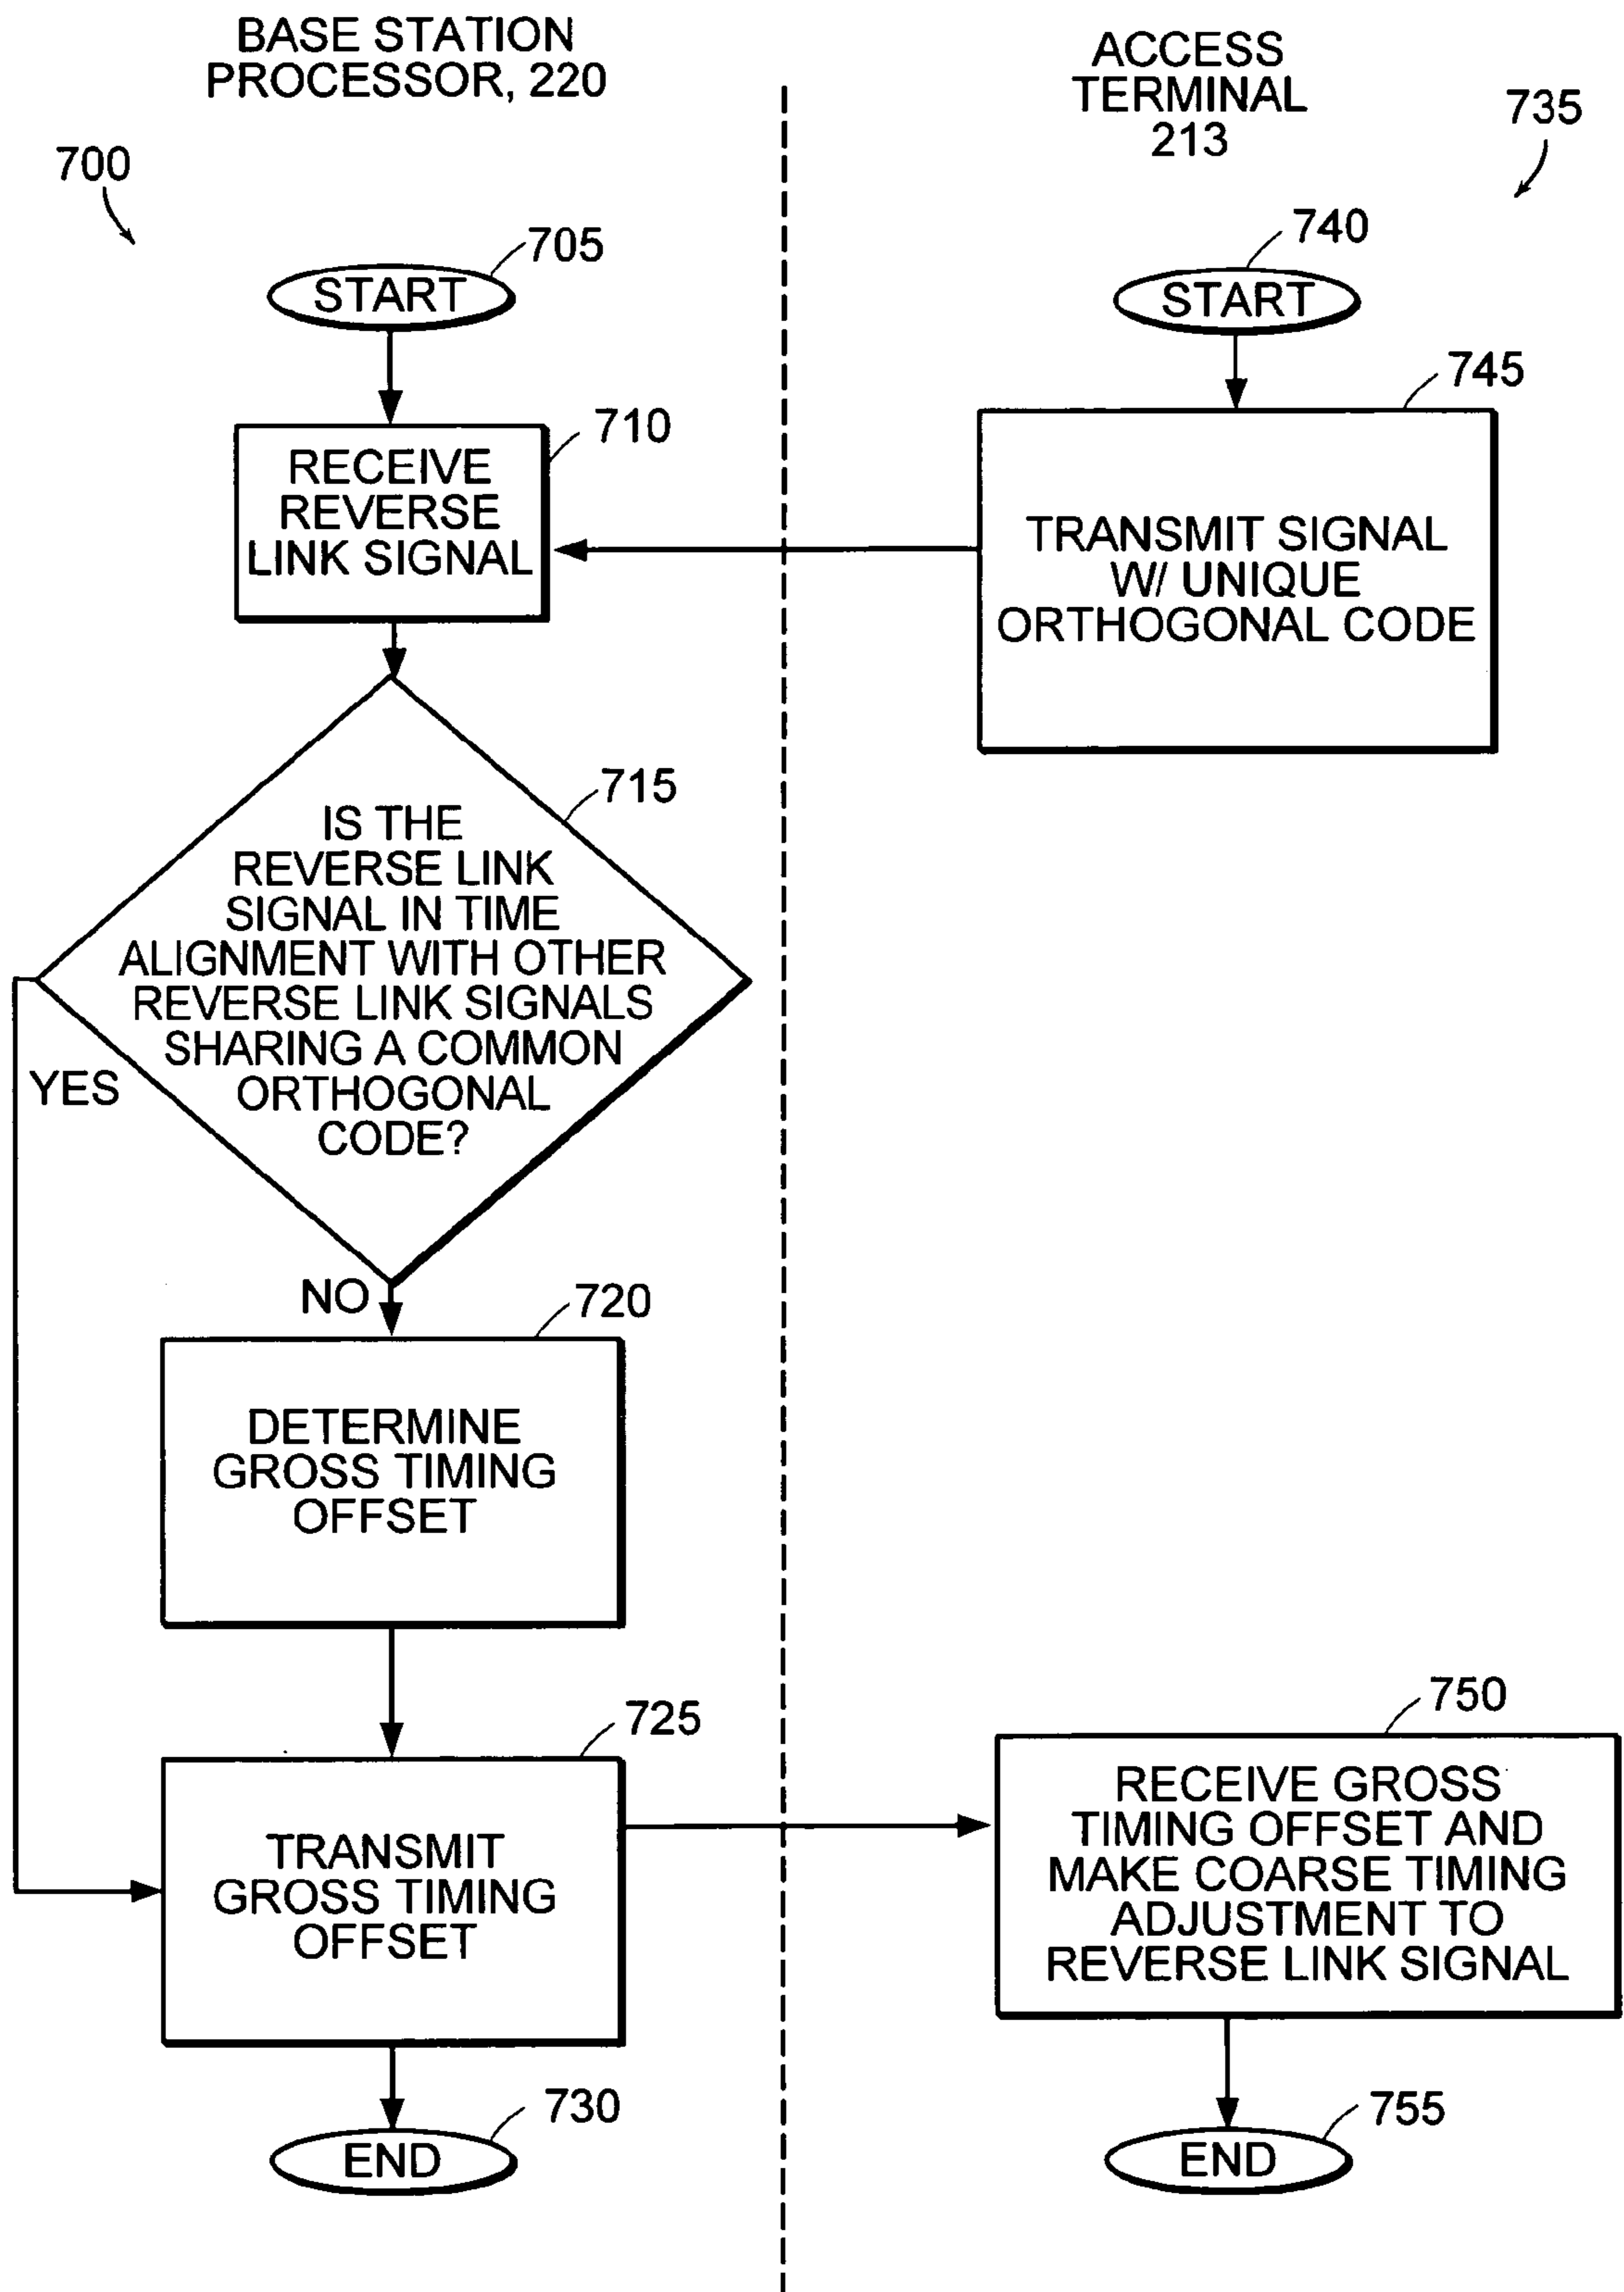 BASE STATION
PROCESSOR, 220
ACCESS
TERMINAL
213
735
700
705
START
740
START
745
710
RECEIVE
REVERSE
LINK SIGNAL
TRANSMIT SIGNAL
W/ UNIQUE
ORTHOGONAL CODE
715
IS THE
REVERSE LINK
SIGNAL IN TIME
ALIGNMENT WITH OTHER
REVERSE LINK SIGNALS
SHARING A COMMON
ORTHOGONAL
CODE?
YES
NO
720
DETERMINE
GROSS TIMING
OFFSET
725
TRANSMIT
GROSS TIMING
OFFSET
750
RECEIVE GROSS
TIMING OFFSET AND
MAKE COARSE TIMING
ADJUSTMENT TO
REVERSE LINK SIGNAL
730
END
755
END